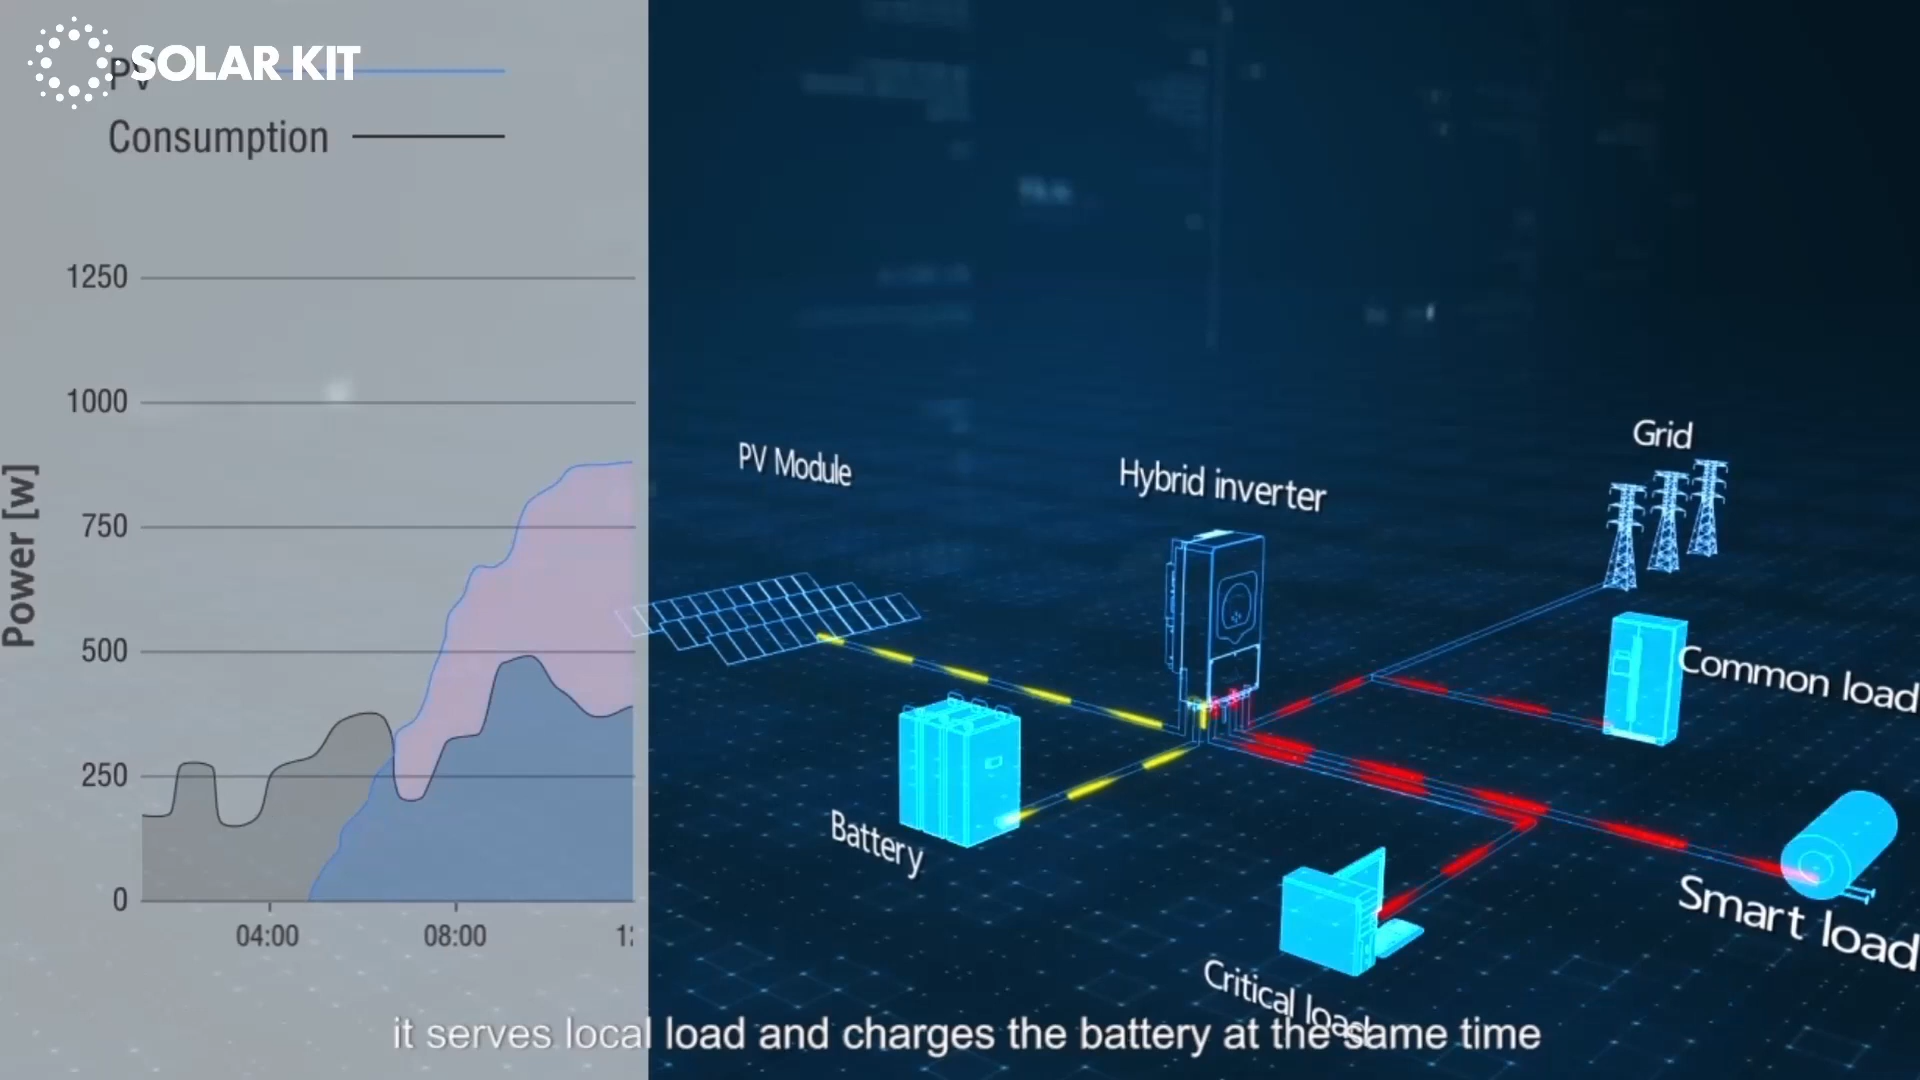 SOLAR KIT
PV
Consumption
1250
1000
750
500
250
0
Power [w]
04:00
08:00
PV Module
Hybrid inverter
Grid
Common load
Battery
Smart load
Critical load
it serves local load and charges the battery at the same time